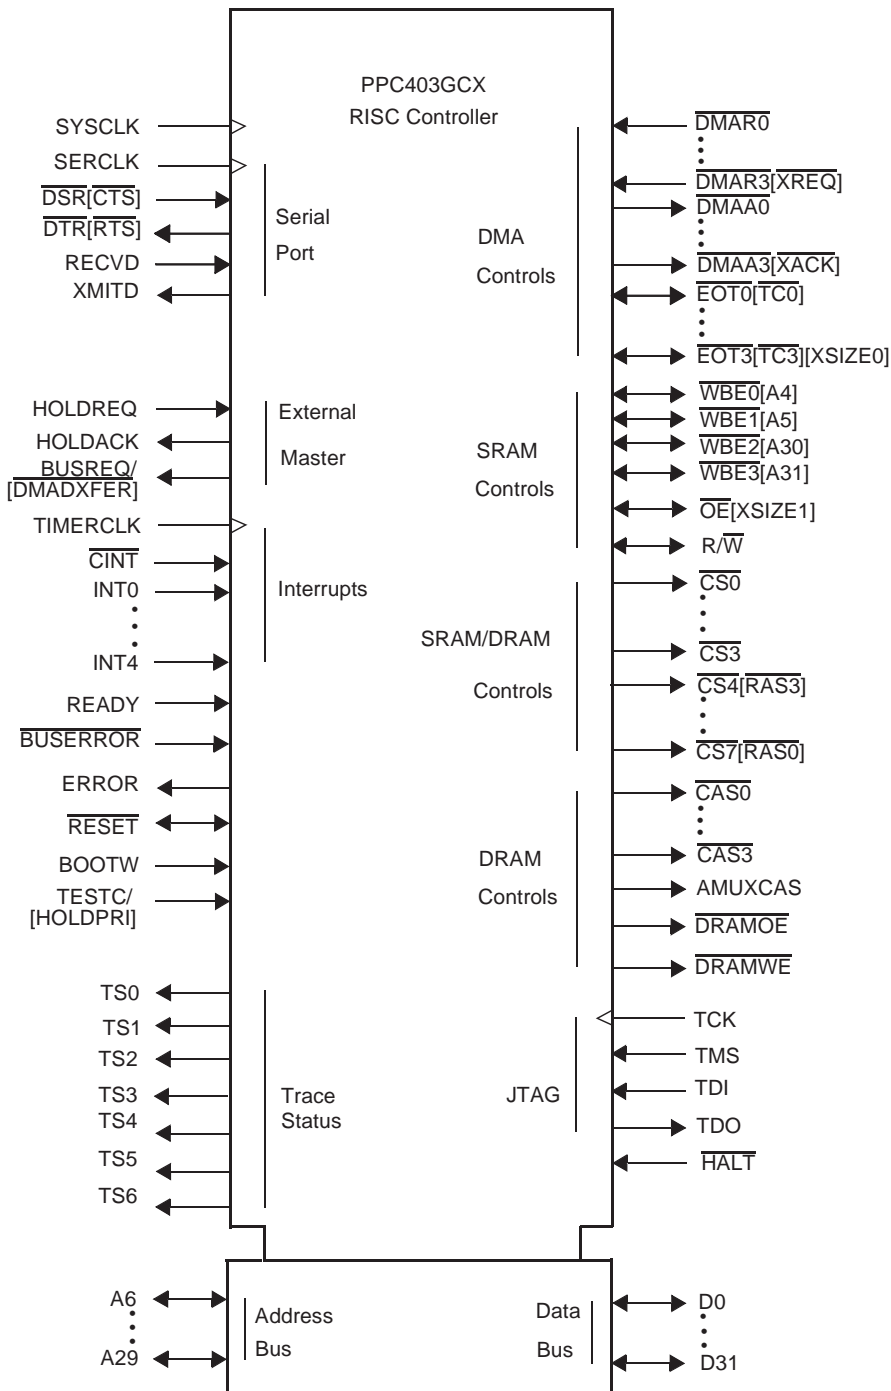 PPC403GCX
RISC Controller
SYSCLK
SERCLK
DSR[CTS]
DTR[RTS]
RECVD
XMITD
Serial
Port
HOLDREQ
HOLDACK
BUSREQ/
[DMADXFER]
External
Master
TIMERCLK
CINT
INT0
INT4
Interrupts
READY
BUSERROR
ERROR
RESET
BOOTW
TESTC/
[HOLDPRI]
TS0
TS1
TS2
TS3
TS4
TS5
TS6
Trace
Status
DMA
Controls
DMAR0
DMAR3[XREQ]
DMAA0
DMAA3[XACK]
EOT0[TC0]
EOT3[TC3][XSIZE0]
SRAM
Controls
WBE0[A4]
WBE1[A5]
WBE2[A30]
WBE3[A31]
OE[XSIZE1]
R/W
SRAM/DRAM
Controls
CS0
CS3
CS4[RAS3]
CS7[RAS0]
DRAM
Controls
CAS0
CAS3
AMUXCAS
DRAMOE
DRAMWE
JTAG
TCK
TMS
TDI
TDO
HALT
A6
A29
Address
Bus
Data
Bus
D0
D31